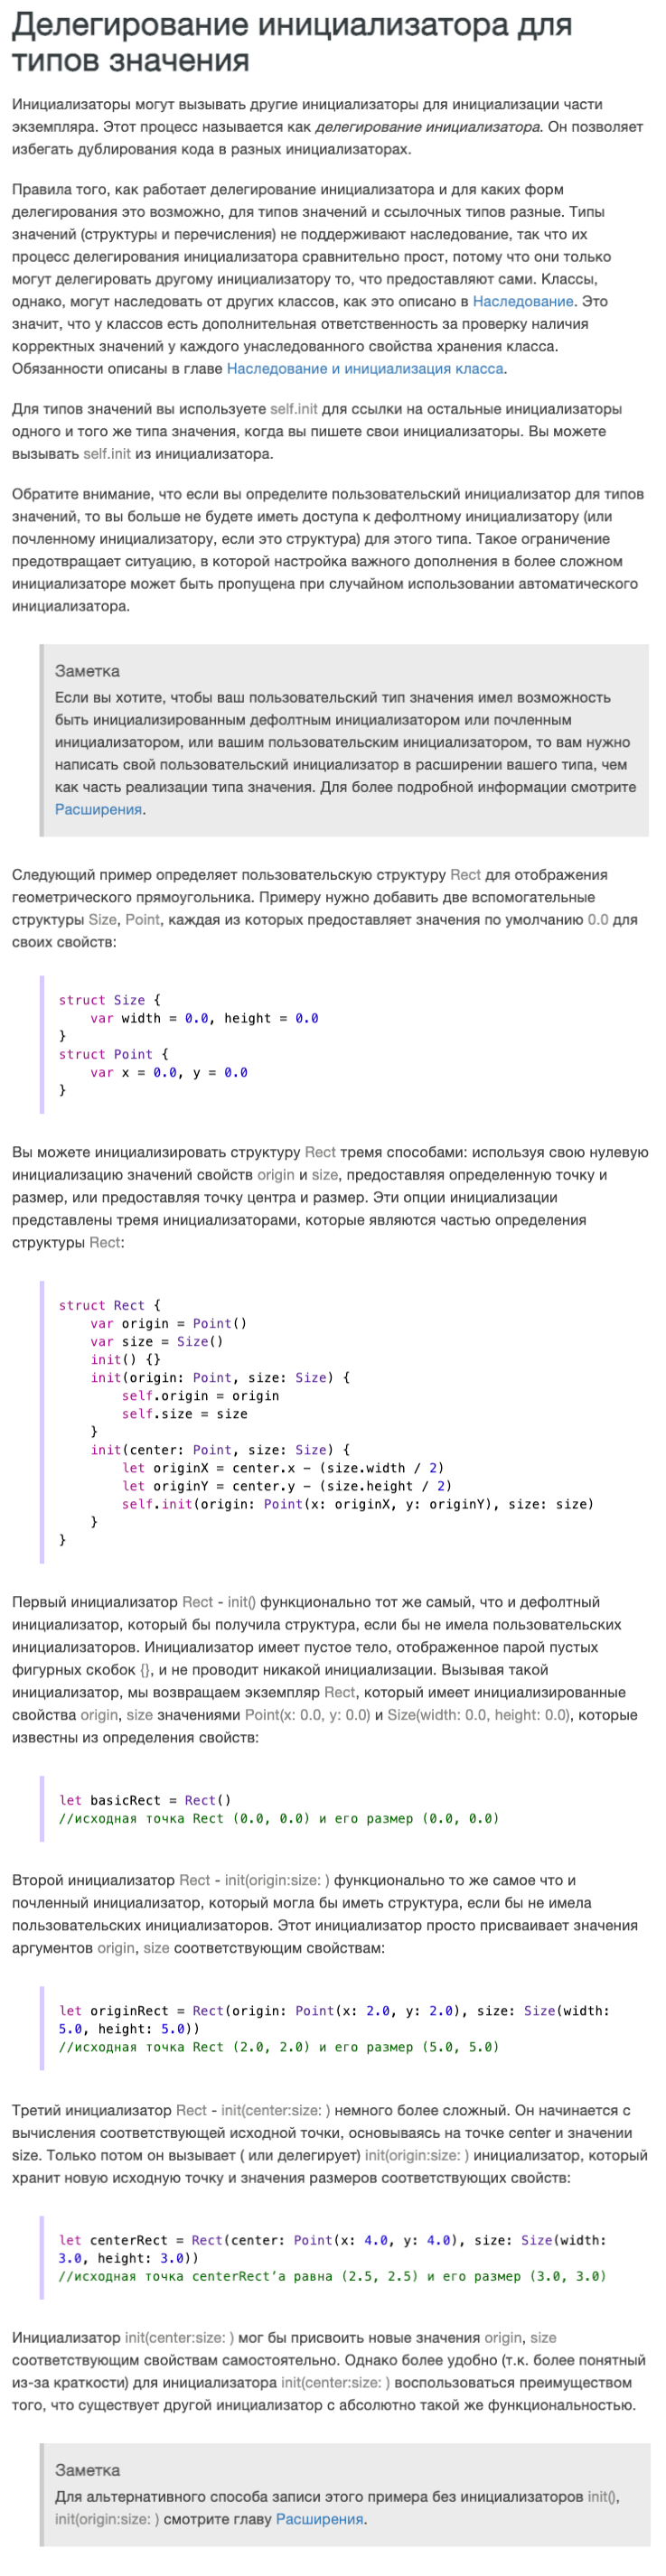 Делегирование инициализатора для
типов значения
Инициализаторы могут вызывать другие инициализаторы для инициализации части
экземпляра. Этот процесс называется как делегирование инициализатора. Он позволяет
избегать дублирования кода в разных инициализаторах.
Правила того, как работает делегирование инициализатора и для каких форм
делегирования это возможно, для типов значений и ссылочных типов разные. Типы
значений (структуры и перечисления) не поддерживают наследование, так что их
процесс делегирования инициализатора сравнительно прост, потому что они только
могут делегировать другому инициализатору то, что предоставляют сами. Классы,
однако, могут наследовать от других классов, как это описано в Наследование. Это
значит, что у классов есть дополнительная ответственность за проверку наличия
корректных значений у каждого унаследованного свойства хранения класса.
Обязанности описаны в главе Наследование и инициализация класса.
Для типов значений вы используете self.init для ссылки на остальные инициализаторы
одного и того же типа значения, когда вы пишете свои инициализаторы. Вы можете
вызывать self.init из инициализатора.
Обратите внимание, что если вы определите пользовательский инициализатор для типов
значений, то вы больше не будете иметь доступа к дефолтному инициализатору (или
почленному инициализатору, если это структура) для этого типа. Такое ограничение
предотвращает ситуацию, в которой настройка важного дополнения в более сложном
инициализаторе может быть пропущена при случайном использовании автоматического
инициализатора.
Заметка
Если вы хотите, чтобы ваш пользовательский тип значения имел возможность
быть инициализированным дефолтным инициализатором или почленным
инициализатором, или вашим пользовательским инициализатором, то вам нужно
написать свой пользовательский инициализатор в расширении вашего типа, чем
как часть реализации типа значения. Для более подробной информации смотрите
Расширения.
Следующий пример определяет пользовательскую структуру Rect для отображения
геометрического прямоугольника. Примеру нужно добавить две вспомогательные
структуры Size, Point, каждая из которых предоставляет значения по умолчанию 0.0 для
своих свойств:
struct Size {
    var width = 0.0, height = 0.0
}
struct Point {
    var x = 0.0, y = 0.0
}
Вы можете инициализировать структуру Rect тремя способами: используя свою нулевую
инициализацию значений свойств origin и size, предоставляя определенную точку и
размер, или предоставляя точку центра и размер. Эти опции инициализации
представлены тремя инициализаторами, которые являются частью определения
структуры Rect:
struct Rect {
    var origin = Point()
    var size = Size()
    init() {}
    init(origin: Point, size: Size) {
        self.origin = origin
        self.size = size
    }
    init(center: Point, size: Size) {
        let originX = center.x - (size.width / 2)
        let originY = center.y - (size.height / 2)
        self.init(origin: Point(x: originX, y: originY), size: size)
    }
}
Первый инициализатор Rect - init() функционально тот же самый, что и дефолтный
инициализатор, который бы получила структура, если бы не имела пользовательских
инициализаторов. Инициализатор имеет пустое тело, отображенное парой пустых
фигурных скобок {}, и не проводит никакой инициализации. Вызывая такой
инициализатор, мы возвращаем экземпляр Rect, который имеет инициализированные
свойства origin, size значениями Point(x: 0.0, y: 0.0) и Size(width: 0.0, height: 0.0), которые
известны из определения свойств:
let basicRect = Rect()
//исходная точка Rect (0.0, 0.0) и его размер (0.0, 0.0)
Второй инициализатор Rect - init(origin:size: ) функционально то же самое что и
почленный инициализатор, который могла бы иметь структура, если бы не имела
пользовательских инициализаторов. Этот инициализатор просто присваивает значения
аргументов origin, size соответствующим свойствам:
let originRect = Rect(origin: Point(x: 2.0, y: 2.0), size: Size(width:
5.0, height: 5.0))
//исходная точка Rect (2.0, 2.0) и его размер (5.0, 5.0)
Третий инициализатор Rect - init(center:size: ) немного более сложный. Он начинается с
вычисления соответствующей исходной точки, основываясь на точке center и значении
size. Только потом он вызывает ( или делегирует) init(origin:size: ) инициализатор, который
хранит новую исходную точку и значения размеров соответствующих свойств:
let centerRect = Rect(center: Point(x: 4.0, y: 4.0), size: Size(width:
3.0, height: 3.0))
//исходная точка centerRect’a равна (2.5, 2.5) и его размер (3.0, 3.0)
Инициализатор init(center:size: ) мог бы присвоить новые значения origin, size
соответствующим свойствам самостоятельно. Однако более удобно (т.к. более понятный
из-за краткости) для инициализатора init(center:size: ) воспользоваться преимуществом
того, что существует другой инициализатор с абсолютно такой же функциональностью.
Заметка
Для альтернативного способа записи этого примера без инициализаторов init(),
init(origin:size: ) смотрите главу Расширения.